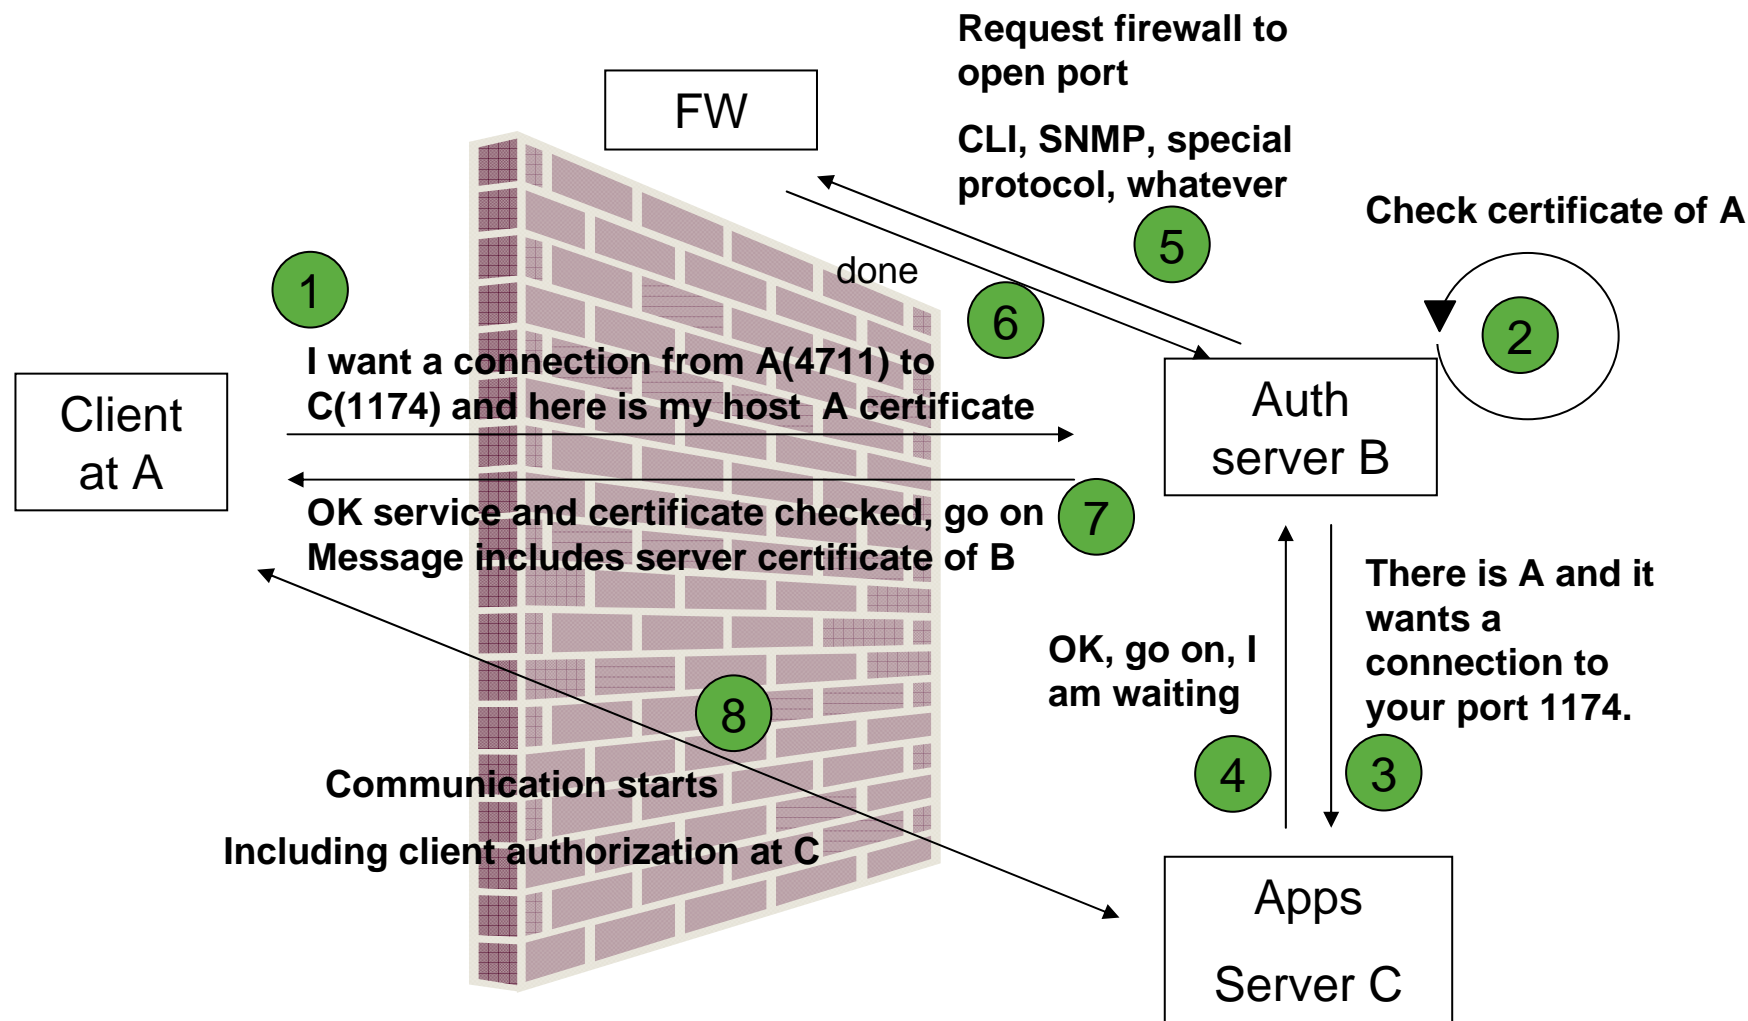 Request firewall to
open port
FW
CLI, SNMP, special
protocol, whatever
Check certificate of A
5
done
1
6
2
I want a connection from A(4711) to
C(1174) and here is my host A certificate
Client
at A
Auth
server B
OK service and certificate checked, go on
Message includes server certificate of B
7
There is A and it
wants a
connection to
your port 1174.
OK, go on, I
am waiting
8
4
3
Communication starts
Including client authorization at C
Apps
Server C